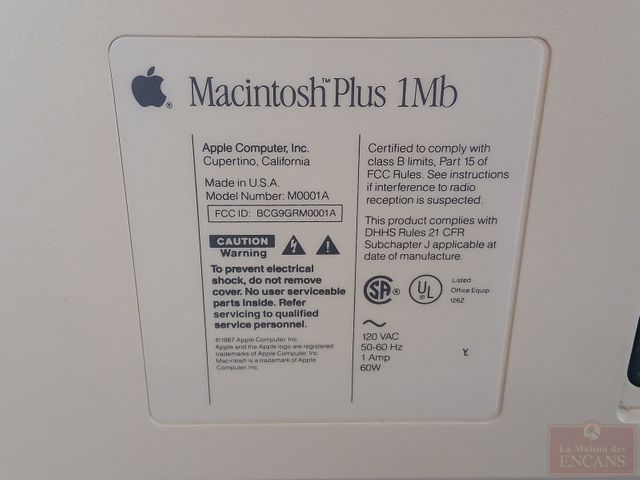 Macintosh™ Plus 1Mb
Apple Computer, Inc.
Cupertino, California
Made in U.S.A.
Model Number: M0001A
FCC ID: BCG9GRM0001A
CAUTION
Warning
To prevent electrical
shock, do not remove
cover. No user serviceable
parts inside. Refer
servicing to qualified
service personnel.
©1987 Apple Computer, Inc.
Apple and the Apple logo are registered
trademarks of Apple Computer, Inc.
Macintosh is a trademark of Apple
Computer, Inc.
Certified to comply with
class B limits, Part 15 of
FCC Rules. See instructions
if interference to radio
reception is suspected.
This product complies with
DHHS Rules 21 CFR
Subchapter J applicable at
date of manufacture.
SA®
UL
Listed
Office Equip
126Z
120 VAC
50-60 Hz
1 Amp
60W
La Maison des
ENCANS